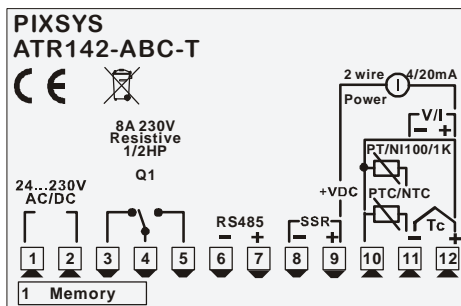 PIXSYS
ATR142-ABC-T
CE
2 wire 4/20mA
I
Power
V/I
- +
8A 230V
Resistive
1/2HP
PT/NI100/1K
Q1
24...230V
AC/DC
+VDC
PTC/NTC
RS485
SSR
- +
-
- Tc +
1 2 3 4 5 6 7 8 9 10 11 12
1 Memory